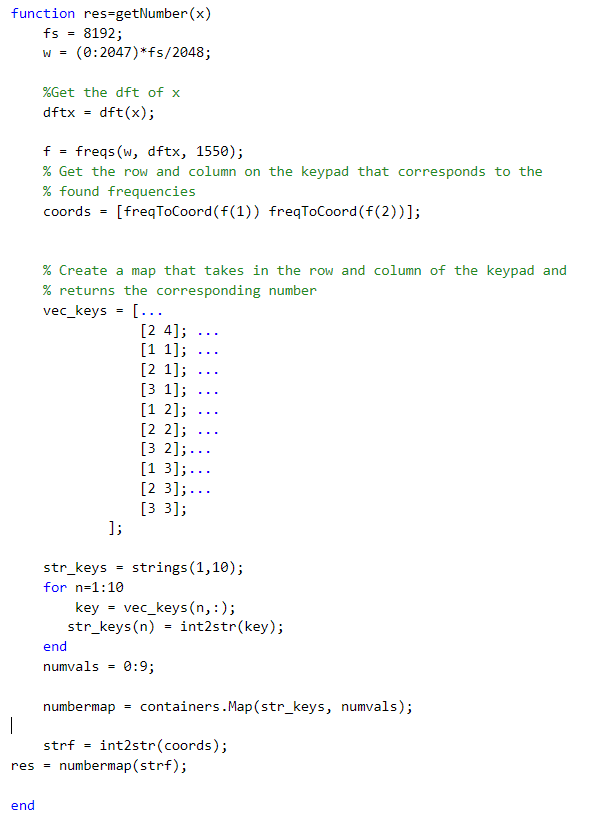 function res=getNumber(x)
fs = 8192;
w = (0:2047)*fs/2048;
%Get the dft of x
dftx = dft(x);
f = freqs(w, dftx, 1550);
% Get the row and column on the keypad that corresponds to the
% found frequencies
coords = [freqToCoord(f(1)) freqToCoord(f(2))];
% Create a map that takes in the row and column of the keypad and
% returns the corresponding number
vec_keys = [...
[2 4]; ...
[1 1]; ...
[2 1]; ...
[3 1]; ...
[1 2]; ...
[2 2]; ...
[3 2];...
[1 3];...
[2 3];...
[3 3];
];
str_keys = strings(1,10);
for n=1:10
key = vec_keys(n,:);
str_keys(n) = int2str(key);
end
numvals = 0:9;
numbermap = containers.Map(str_keys, numvals);
strf = int2str(coords);
res = numbermap(strf);
end